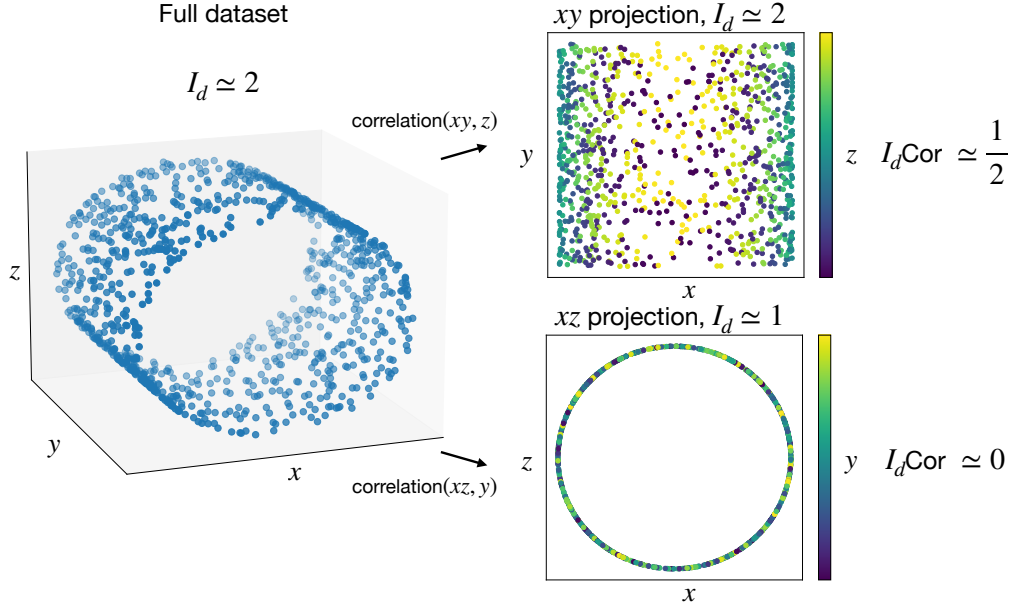 Full dataset
I_d ≃ 2
z
y
x
correlation(xy, z)
correlation(xz, y)
xy projection, I_d ≃ 2
y
x
z
I_dCor ≃ 1/2
xz projection, I_d ≃ 1
z
x
y
I_dCor ≃ 0